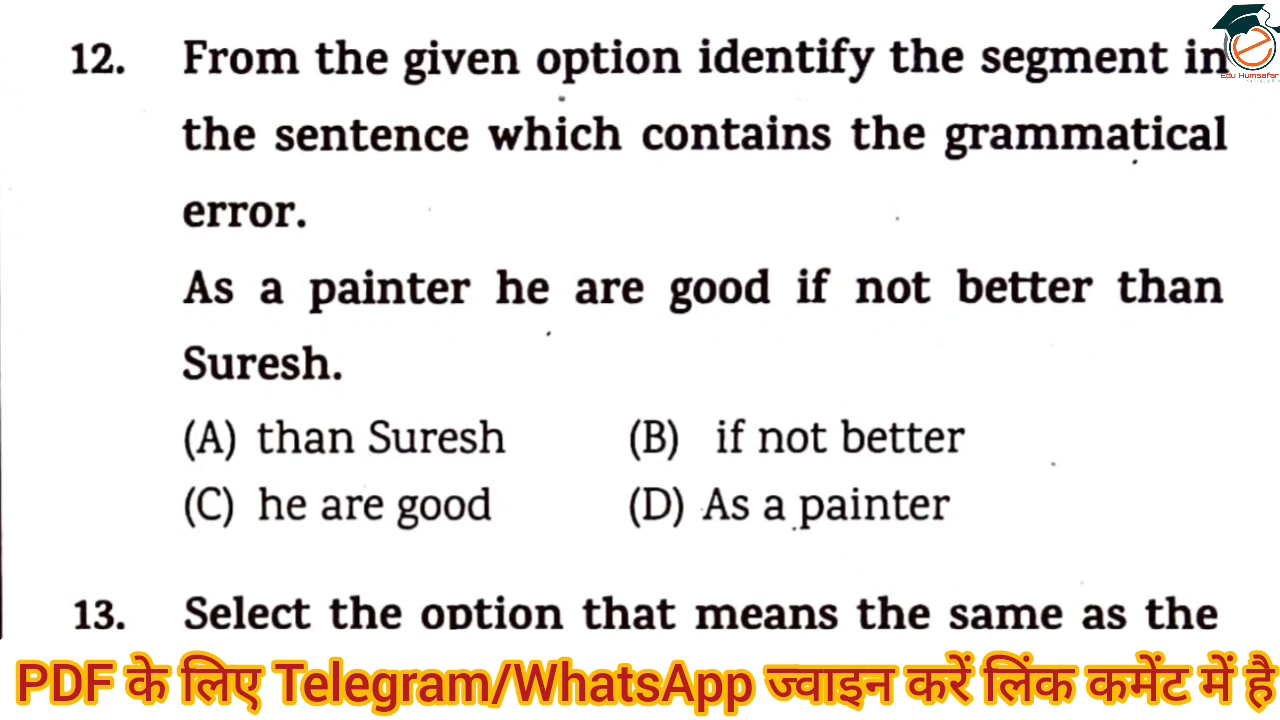 12. From the given option identify the segment in
the sentence which contains the grammatical
error.
As a painter he are good if not better than
Suresh.
(A) than Suresh (B) if not better
(C) he are good (D) As a painter
13. Select the option that means the same as the
PDF के लिए Telegram/WhatsApp ज्वाइन करें लिंक कमेंट में है
Edu Humsafar